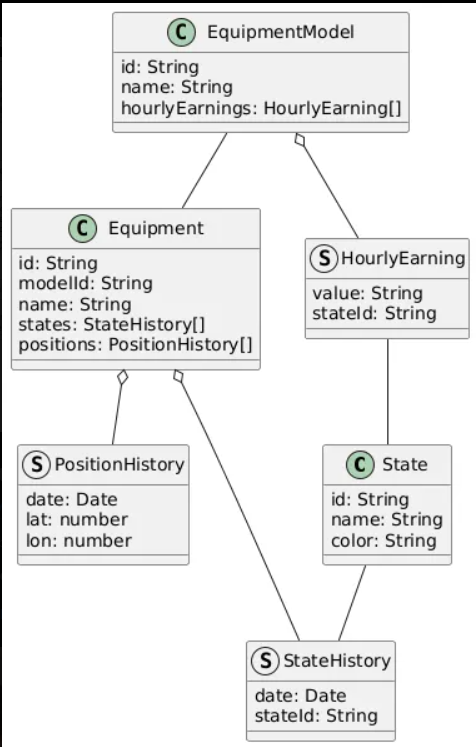 C EquipmentModel
id: String
name: String
hourlyEarnings: HourlyEarning[]
C Equipment
id: String
modelId: String
name: String
states: StateHistory[]
positions: PositionHistory[]
S HourlyEarning
value: String
stateId: String
S PositionHistory
date: Date
lat: number
lon: number
C State
id: String
name: String
color: String
S StateHistory
date: Date
stateId: String